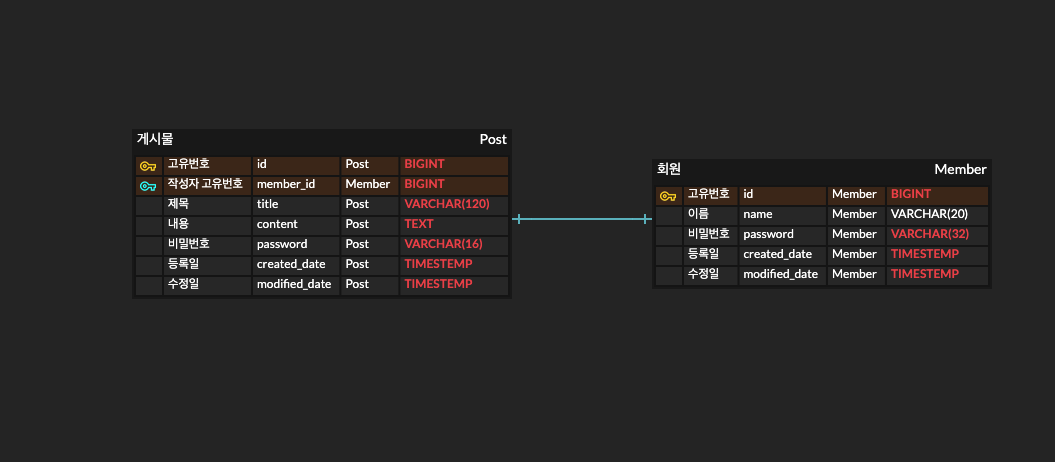 게시물 Post
고유번호 id Post BIGINT
작성자 고유번호 member_id Member BIGINT
제목 title Post VARCHAR(120)
내용 content Post TEXT
비밀번호 password Post VARCHAR(16)
등록일 created_date Post TIMESTEMP
수정일 modified_date Post TIMESTEMP
회원 Member
고유번호 id Member BIGINT
이름 name Member VARCHAR(20)
비밀번호 password Member VARCHAR(32)
등록일 created_date Member TIMESTEMP
수정일 modified_date Member TIMESTEMP